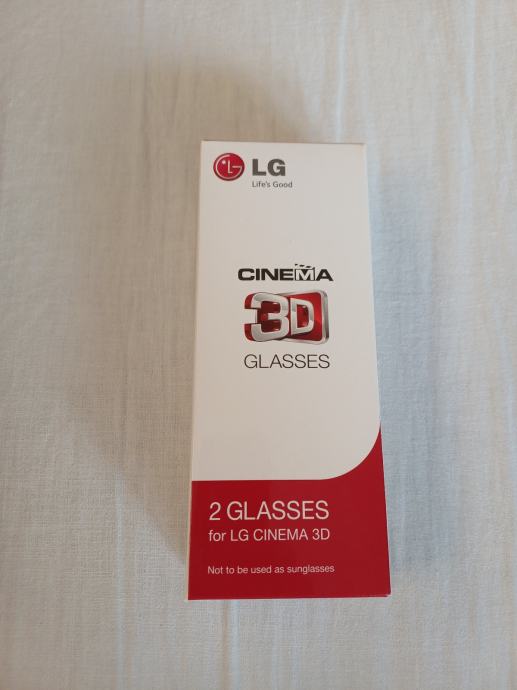 LG
Life's Good
CINEMA
3D
GLASSES
2 GLASSES
for LG CINEMA 3D
Not to be used as sunglasses